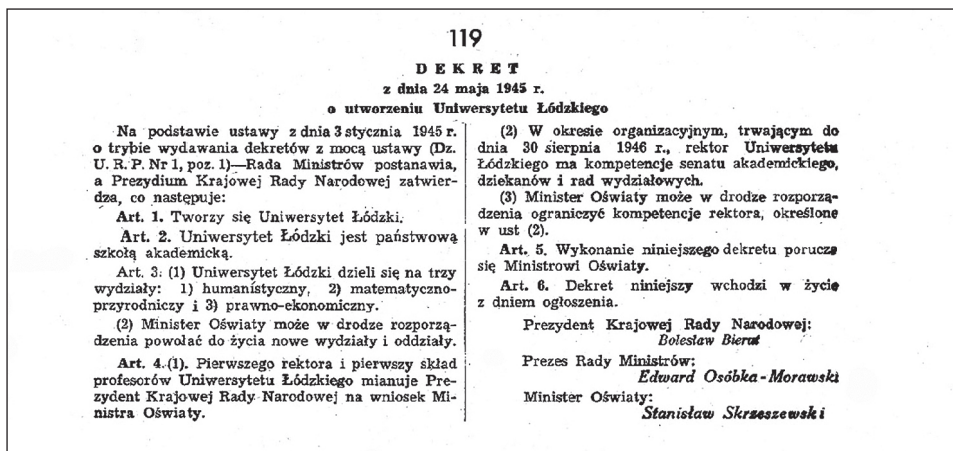 119
DEKRET
z dnia 24 maja 1945 r.
o utworzeniu Uniwersytetu Łódzkiego
Na podstawie ustawy z dnia 3 stycznia 1945 r.
o trybie wydawania dekretów z mocą ustawy (Dz.
U. R. P. Nr 1, poz. 1)—Rada Ministrów postanawia,
a Prezydium Krajowej Rady Narodowej zatwier-
dza, co następuje:
Art. 1. Tworzy się Uniwersytet Łódzki.
Art. 2. Uniwersytet Łódzki jest państwową
szkołą akademicką.
Art. 3. (1) Uniwersytet Łódzki dzieli się na trzy
wydziały: 1) humanistyczny, 2) matematyczno-
przyrodniczy i 3) prawno-ekonomiczny.
(2) Minister Oświaty może w drodze rozporzą-
dzenia powołać do życia nowe wydziały i oddziały.
Art. 4.(1). Pierwszego rektora i pierwszy skład
profesorów Uniwersytetu Łódzkiego mianuje Pre-
zydent Krajowej Rady Narodowej na wniosek Mi-
nistra Oświaty.
(2) W okresie organizacyjnym, trwającym do
dnia 30 sierpnia 1946 r., rektor Uniwersytetu
Łódzkiego ma kompetencje senatu akademickiego,
dziekanów i rad wydziałowych.
(3) Minister Oświaty może w drodze rozporzą-
dzenia ograniczyć kompetencje rektora, określone
w ust (2).
Art. 5. Wykonanie niniejszego dekretu porucza
się Ministrowi Oświaty.
Art. 6. Dekret niniejszy wchodzi w życie
z dniem ogłoszenia.
Prezydent Krajowej Rady Narodowej:
Bolesław Bierut
Prezes Rady Ministrów:
Edward Osóbka-Morawski
Minister Oświaty:
Stanisław Skrzeszewski